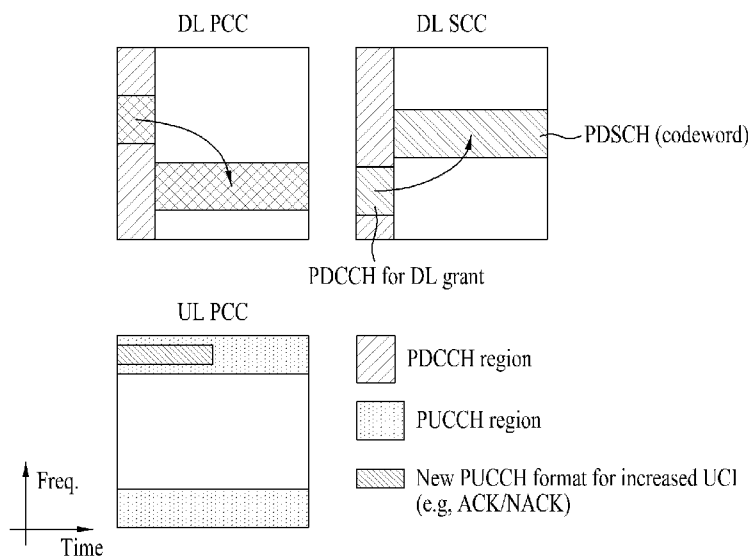 DL PCC
DL SCC
PDSCH (codeword)
PDCCH for DL grant
UL PCC
PDCCH region
PUCCH region
New PUCCH format for increased UCI
(e.g, ACK/NACK)
Freq.
Time